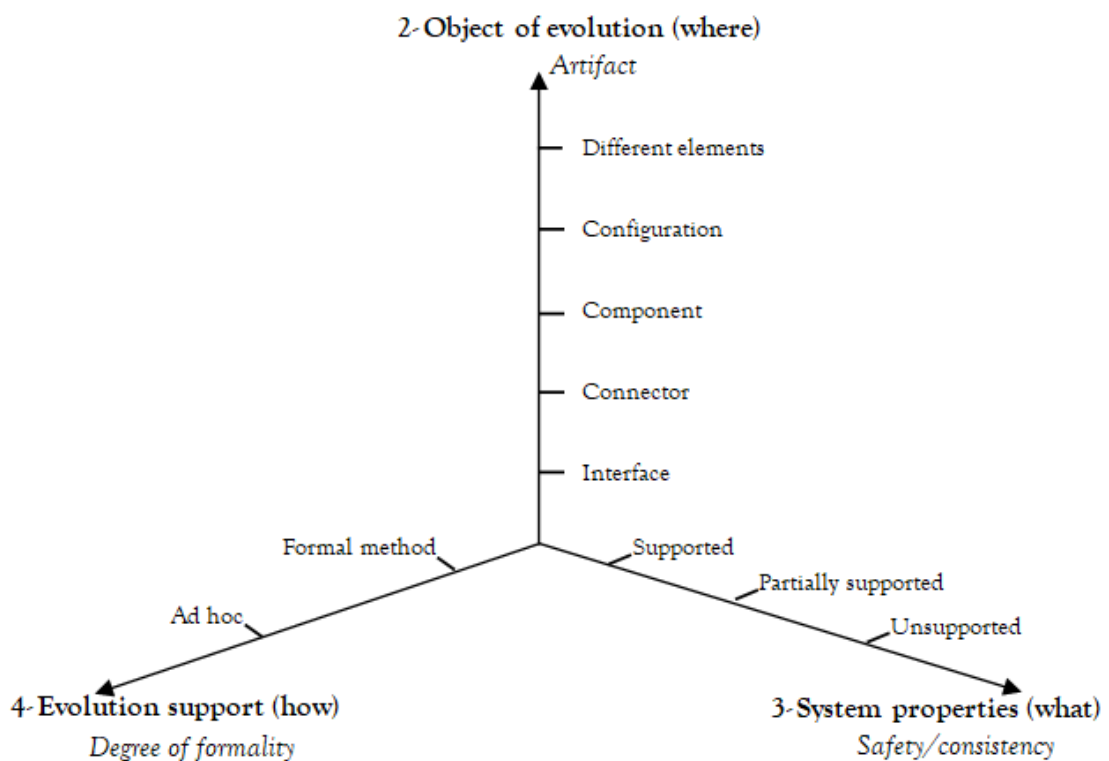 2-Object of evolution (where)
Artifact
Different elements
Configuration
Component
Connector
Interface
Formal method
Supported
Partially supported
Ad hoc
Unsupported
4-Evolution support (how)
3-System properties (what)
Degree of formality
Safety/consistency